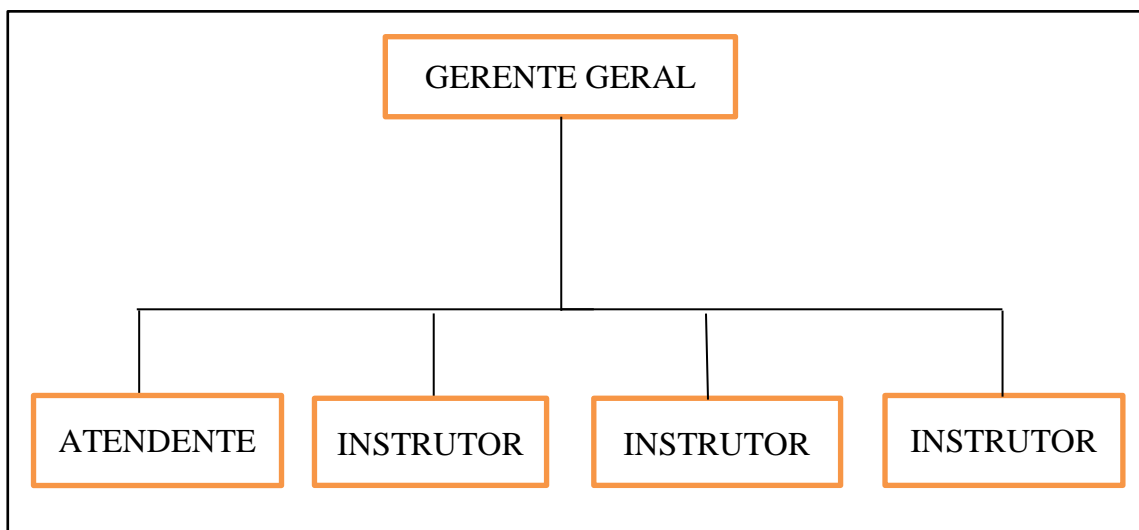 GERENTE GERAL
ATENDENTE
INSTRUTOR
INSTRUTOR
INSTRUTOR